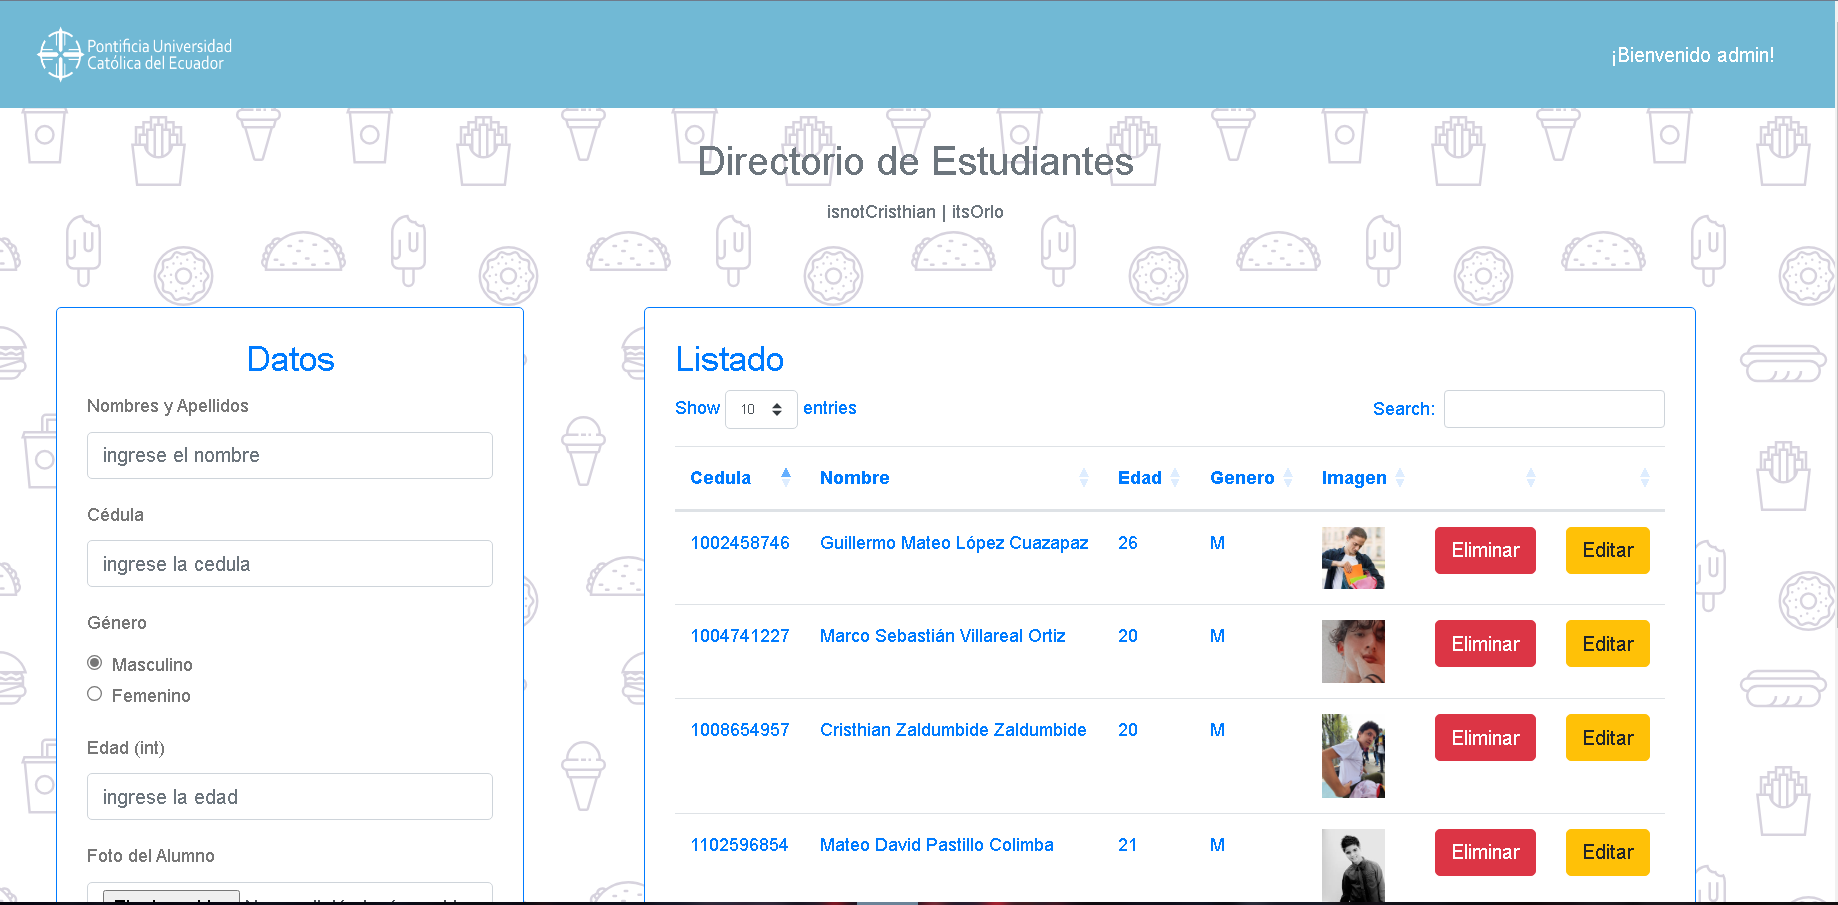 Pontificia Universidad
Católica del Ecuador
¡Bienvenido admin!
Directorio de Estudiantes
isnotCristhian | itsOrlo
Datos
Nombres y Apellidos
ingrese el nombre
Cédula
ingrese la cedula
Género
Masculino
Femenino
Edad (int)
ingrese la edad
Foto del Alumno
Listado
Show 10 entries
Search:
Cedula Nombre Edad Genero Imagen
1002458746 Guillermo Mateo López Cuazapaz 26 M Eliminar Editar
1004741227 Marco Sebastián Villareal Ortiz 20 M Eliminar Editar
1008654957 Cristhian Zaldumbide Zaldumbide 20 M Eliminar Editar
1102596854 Mateo David Pastillo Colimba 21 M Eliminar Editar